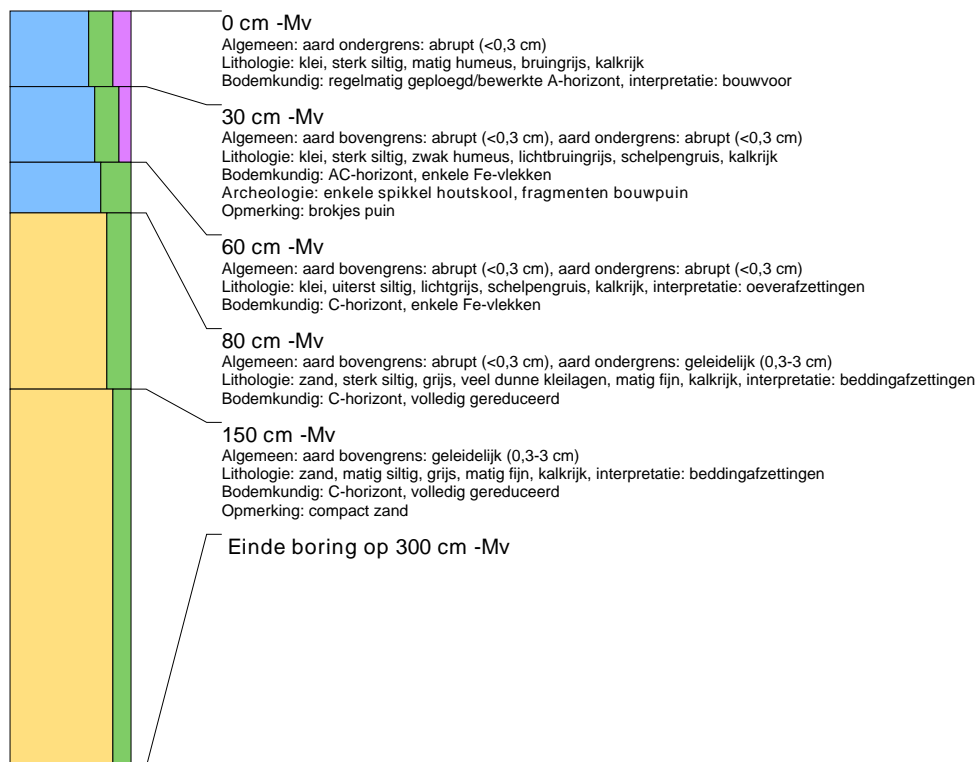 0 cm -Mv
Algemeen: aard ondergrens: abrupt (<0,3 cm)
Lithologie: klei, sterk siltig, matig humeus, bruingrijs, kalkrijk
Bodemkundig: regelmatig geploegd/bewerkte A-horizont, interpretatie: bouwvoor
30 cm -Mv
Algemeen: aard bovengrens: abrupt (<0,3 cm), aard ondergrens: abrupt (<0,3 cm)
Lithologie: klei, sterk siltig, zwak humeus, lichtbruingrijs, schelpengruis, kalkrijk
Bodemkundig: AC-horizont, enkele Fe-vlekken
Archeologie: enkele spikkel houtskool, fragmenten bouwpuin
Opmerking: brokjes puin
60 cm -Mv
Algemeen: aard bovengrens: abrupt (<0,3 cm), aard ondergrens: abrupt (<0,3 cm)
Lithologie: klei, uiterst siltig, lichtgrijs, schelpengruis, kalkrijk, interpretatie: oeverafzettingen
Bodemkundig: C-horizont, enkele Fe-vlekken
80 cm -Mv
Algemeen: aard bovengrens: abrupt (<0,3 cm), aard ondergrens: geleidelijk (0,3-3 cm)
Lithologie: zand, sterk siltig, grijs, veel dunne kleilagen, matig fijn, kalkrijk, interpretatie: beddingafzettingen
Bodemkundig: C-horizont, volledig gereduceerd
150 cm -Mv
Algemeen: aard bovengrens: geleidelijk (0,3-3 cm)
Lithologie: zand, matig siltig, grijs, matig fijn, kalkrijk, interpretatie: beddingafzettingen
Bodemkundig: C-horizont, volledig gereduceerd
Opmerking: compact zand
Einde boring op 300 cm -Mv